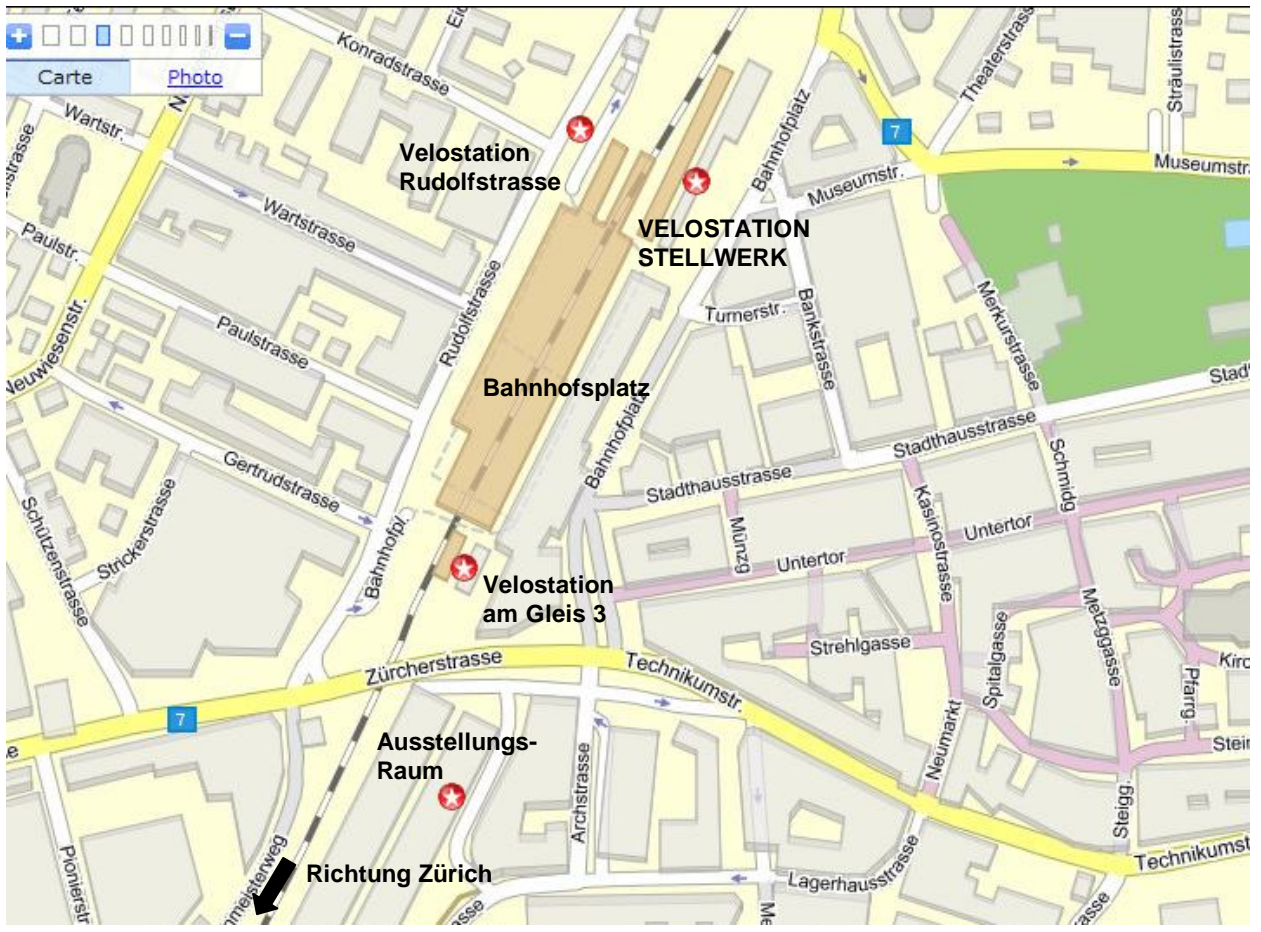 Carte
Photo
Konradstrasse
Wartstr.
Velostation
Rudolfstrasse
Bahnhofplatz
Theaterstrasse
Sträulistrasse
7
Museumstr.
Museumstr.
VELOSTATION
STELLWERK
Wartstrasse
Paulstr.
Paulstrasse
Neuwiesenstr.
Rudolfstrasse
Turnerstr.
Bankstrasse
Merkurstrasse
Bahnhofsplatz
Bahnhofplatz
Stadthausstrasse
Stadthausstrasse
Gertrudstrasse
Schützenstrasse
Strickerstrasse
Bahnhofpl.
Münzg
Kasinostrasse
Schmidg
Untertor
Untertor
Velostation
am Gleis 3
Strehlgasse
Spitalgasse
Metzggasse
Pfarrg.
Zürcherstrasse
Technikumstr.
7
Neumarkt
Ausstellungs-
Raum
Archstrasse
Steigg.
Pionierstr
Richtung Zürich
Lagerhausstrasse
Technikumst